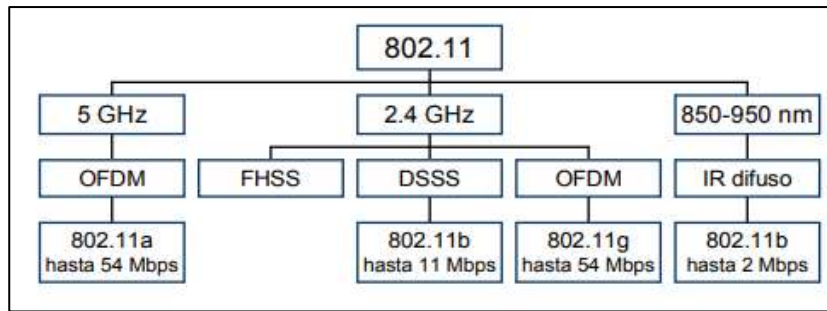 802.11
5 GHz
2.4 GHz
850-950 nm
OFDM
FHSS
DSSS
OFDM
IR difuso
802.11a
hasta 54 Mbps
802.11b
hasta 11 Mbps
802.11g
hasta 54 Mbps
802.11b
hasta 2 Mbps